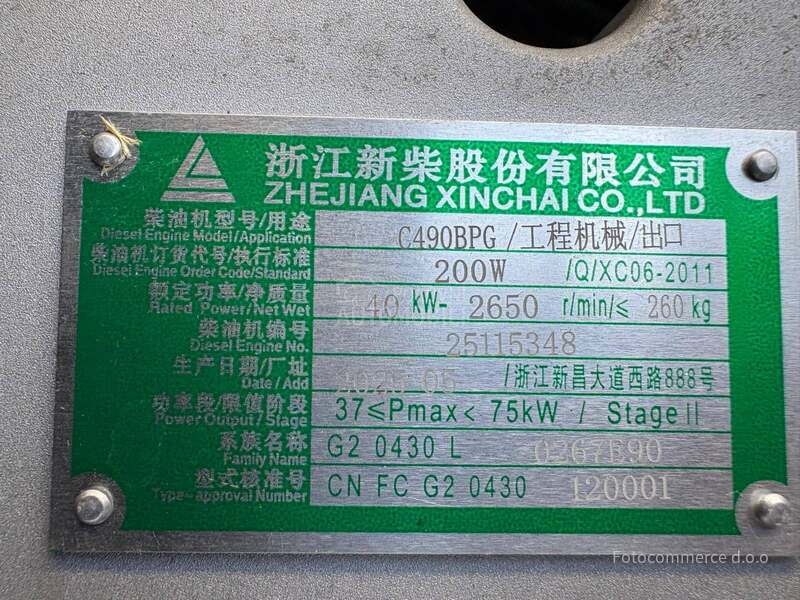 浙江新柴股份有限公司
ZHEJIANG XINCHAI CO.,LTD
柴油机型号/用途 C490BPG /工程机械/出口
Diesel Engine Model/Application
柴油机订货代号/执行标准 200W /Q/XC06-2011
Diesel Engine Order Code/Standard
额定功率/净质量 40 kW- 2650 r/min/≤ 260 kg
Rated Power/Net Wet
柴油机编号 25115348
Diesel Engine No.
生产日期/厂址 /浙江新昌大道西路888号
Date / Add
功率段/限值阶段 37≤Pmax< 75kW / Stage II
Power Output / Stage
系族名称 G2 0430 L 0267E90
Family Name
型式核准号 CN FC G2 0430 120001
Type-approval Number
Fotocommerce d.o.o